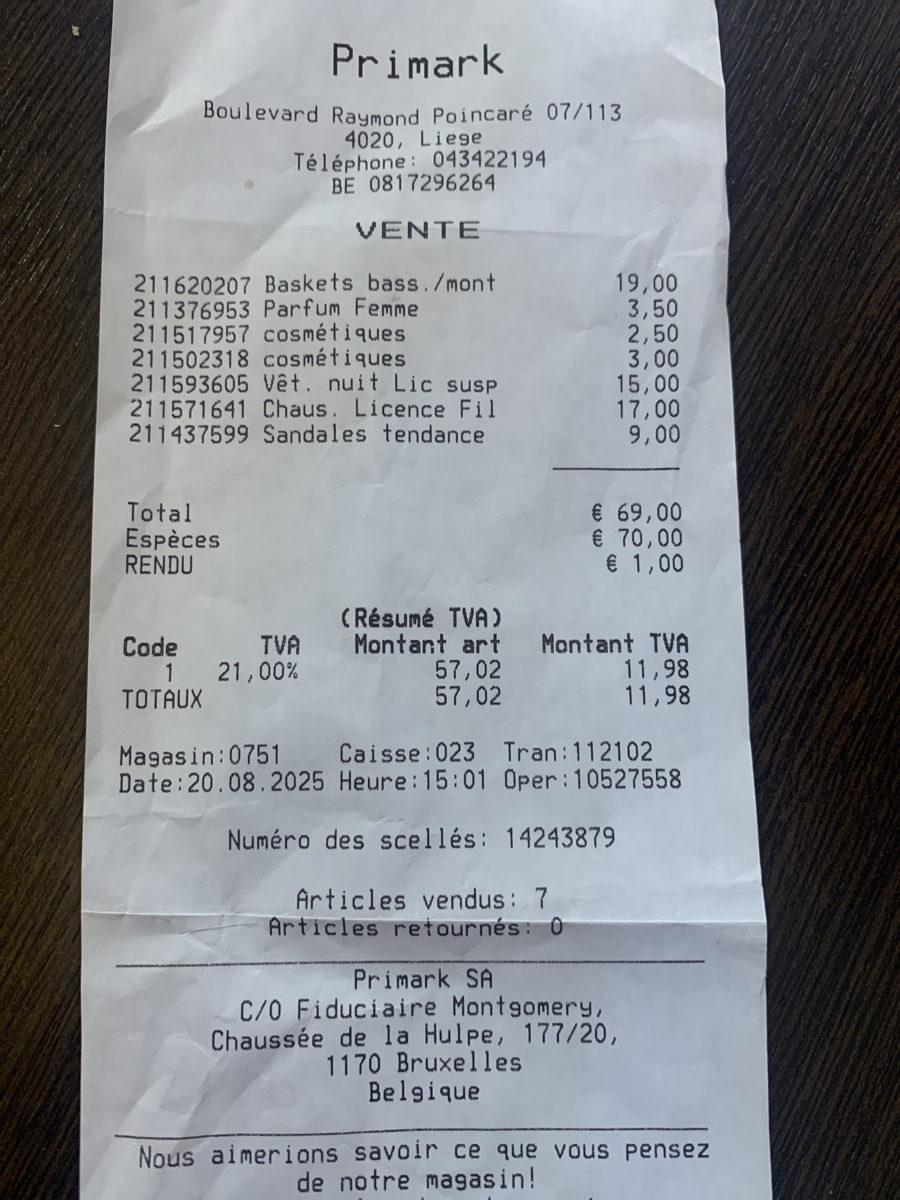 Primark
Boulevard Raymond Poincaré 07/113
4020, Liege
Téléphone: 043422194
BE 0817296264
VENTE
211620207 Baskets bass./mont 19,00
211376953 Parfum Femme 3,50
211517957 cosmétiques 2,50
211502318 cosmétiques 3,00
211593605 Vêt. nuit Lic susp 15,00
211571641 Chaus. Licence Fil 17,00
211437599 Sandales tendance 9,00
Total € 69,00
Espèces € 70,00
RENDU € 1,00
(Résumé TVA)
Code TVA Montant art Montant TVA
1 21,00% 57,02 11,98
TOTAUX 57,02 11,98
Magasin:0751 Caisse:023 Tran:112102
Date:20.08.2025 Heure:15:01 Oper:10527558
Numéro des scellés: 14243879
Articles vendus: 7
Articles retournés: 0
Primark SA
C/O Fiduciaire Montgomery,
Chaussée de la Hulpe, 177/20,
1170 Bruxelles
Belgique
Nous aimerions savoir ce que vous pensez
de notre magasin!